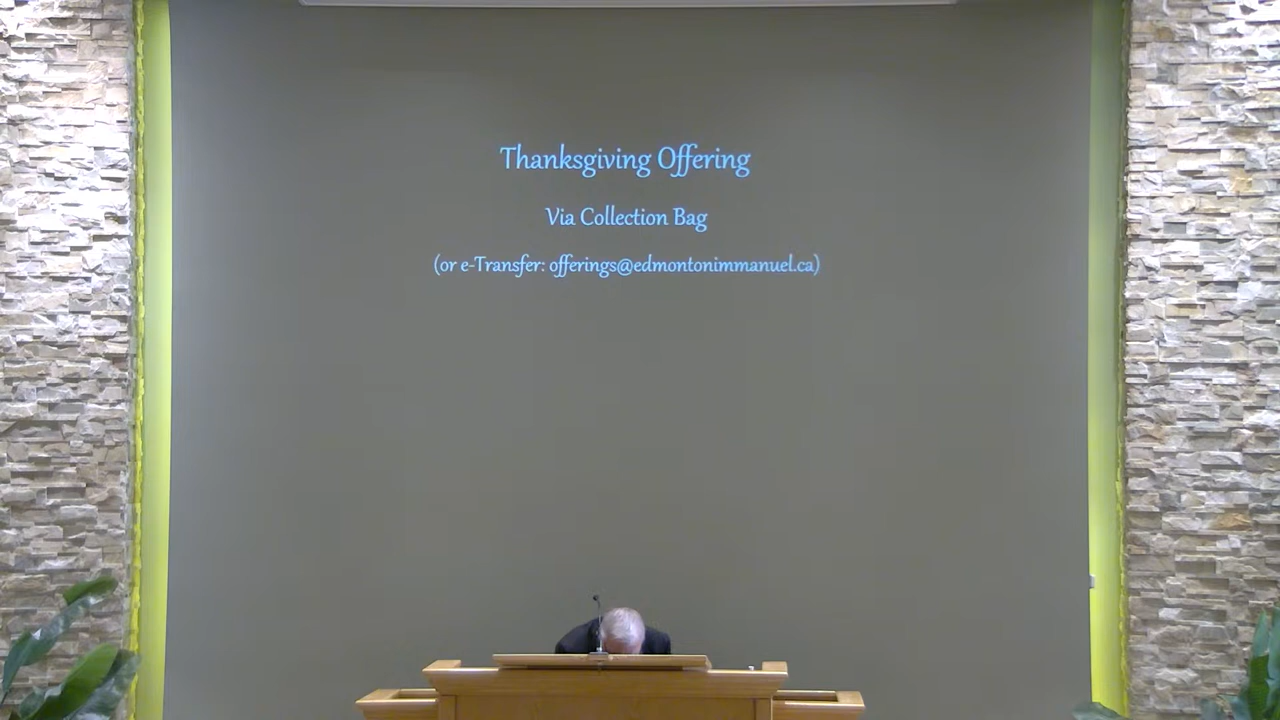 Thanksgiving Offering
Via Collection Bag
(or e-Transfer: offerings@edmontonimmanuel.ca)